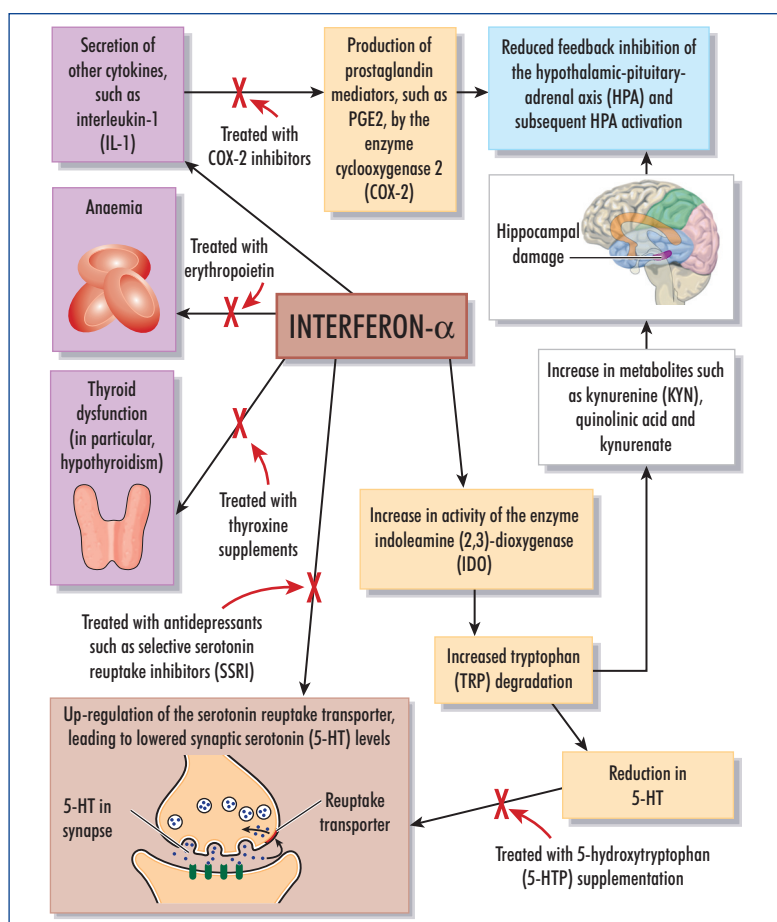 Secretion of
other cytokines,
such as
interleukin-1
(IL-1)
Treated with
COX-2 inhibitors
Production of
prostaglandin
mediators, such as
PGE2, by the
enzyme
cyclooxygenase 2
(COX-2)
Reduced feedback inhibition of
the hypothalamic-pituitary-
adrenal axis (HPA) and
subsequent HPA activation
Anaemia
Treated with
erythropoietin
Hippocampal
damage
INTERFERON-α
Thyroid
dysfunction
(in particular,
hypothyroidism)
Treated with
thyroxine
supplements
Increase in metabolites such
as kynurenine (KYN),
quinolinic acid and
kynurenate
Increase in activity of the enzyme
indoleamine (2,3)-dioxygenase
(IDO)
Treated with antidepressants
such as selective serotonin
reuptake inhibitors (SSRI)
Increased tryptophan
(TRP) degradation
Up-regulation of the serotonin reuptake transporter,
leading to lowered synaptic serotonin (5-HT) levels
5-HT in
synapse
Reuptake
transporter
Reduction in
5-HT
Treated with 5-hydroxytryptophan
(5-HTP) supplementation